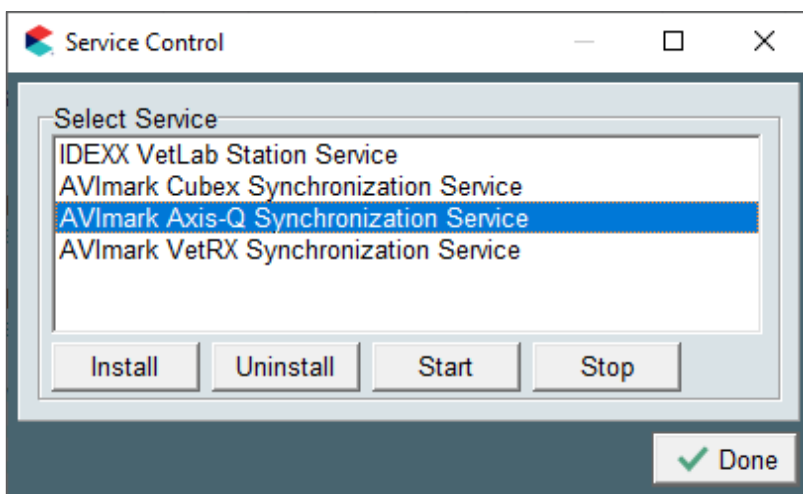 Service Control
Select Service
IDEXX VetLab Station Service
AVImark Cubex Synchronization Service
AVImark Axis-Q Synchronization Service
AVImark VetRX Synchronization Service
Install Uninstall Start Stop
Done